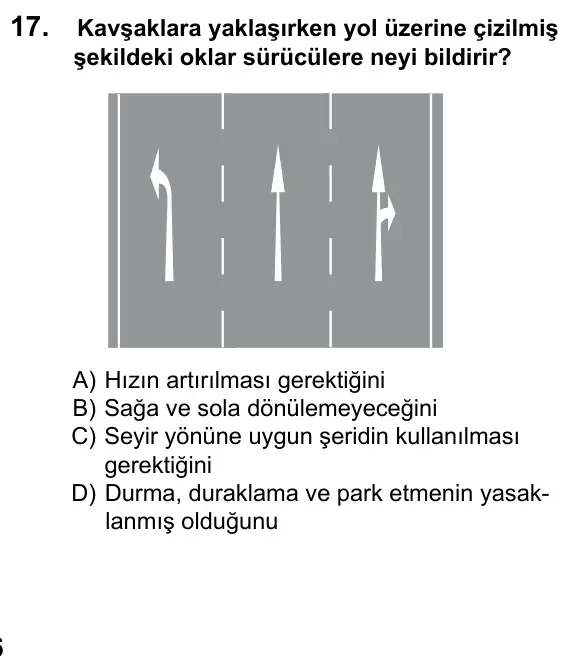 17. Kavşaklara yaklaşırken yol üzerine çizilmiş
şekildeki oklar sürücülere neyi bildirir?
A) Hızın artırılması gerektiğini
B) Sağa ve sola dönülemeyeceğini
C) Seyir yönüne uygun şeridin kullanılması
gerektiğini
D) Durma, duraklama ve park etmenin yasak-
lanmış olduğunu